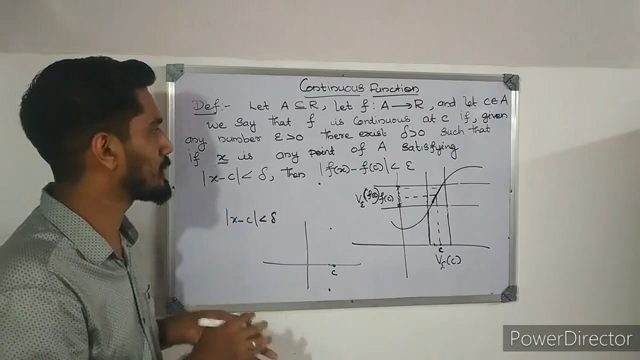 Continuous Function
Def:- Let A ⊆ R, Let f: A → R, and let c ∈ A
we say that f is continuous at c if, given
any number ε > 0 there exist δ > 0 such that
if x is any point of A satisfying
|x-c| < δ, then |f(x)-f(c)| < ε
|x-c| < δ
c
c
PowerDirector